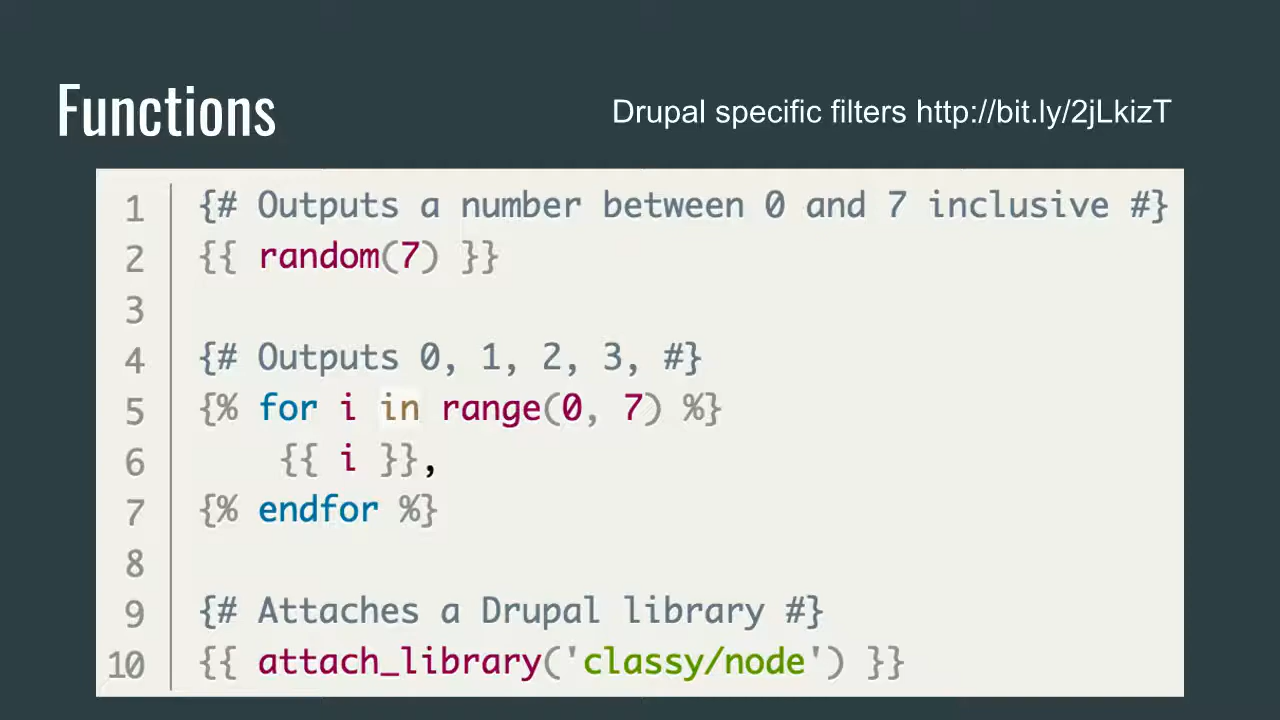 Functions
Drupal specific filters http://bit.ly/2jLkizT
1 {# Outputs a number between 0 and 7 inclusive #}
2 {{ random(7) }}
3
4 {# Outputs 0, 1, 2, 3, #}
5 {% for i in range(0, 7) %}
6     {{ i }},
7 {% endfor %}
8
9 {# Attaches a Drupal library #}
10 {{ attach_library('classy/node') }}